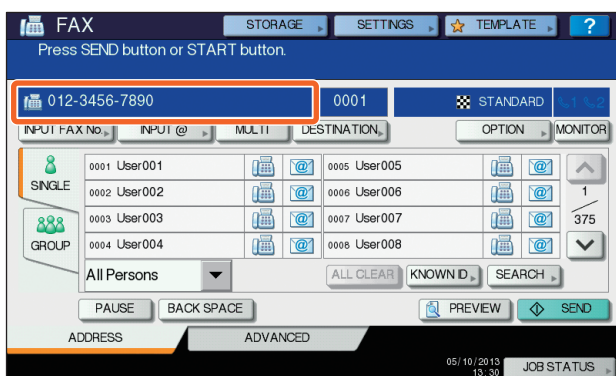 FAX STORAGE SETTINGS TEMPLATE ?
Press SEND button or START button.
012-3456-7890 0001 STANDARD 1 2
INPUT FAX No. INPUT @ MULTI DESTINATION OPTION MONITOR
SINGLE
GROUP
0001 User001 @ 0005 User005 @
0002 User002 @ 0006 User006 @
0003 User003 @ 0007 User007 @
0004 User004 @ 0008 User008 @
1
375
All Persons ALL CLEAR KNOWN ID SEARCH
PAUSE BACK SPACE PREVIEW SEND
ADDRESS ADVANCED
05/10/2013
13:30
JOB STATUS